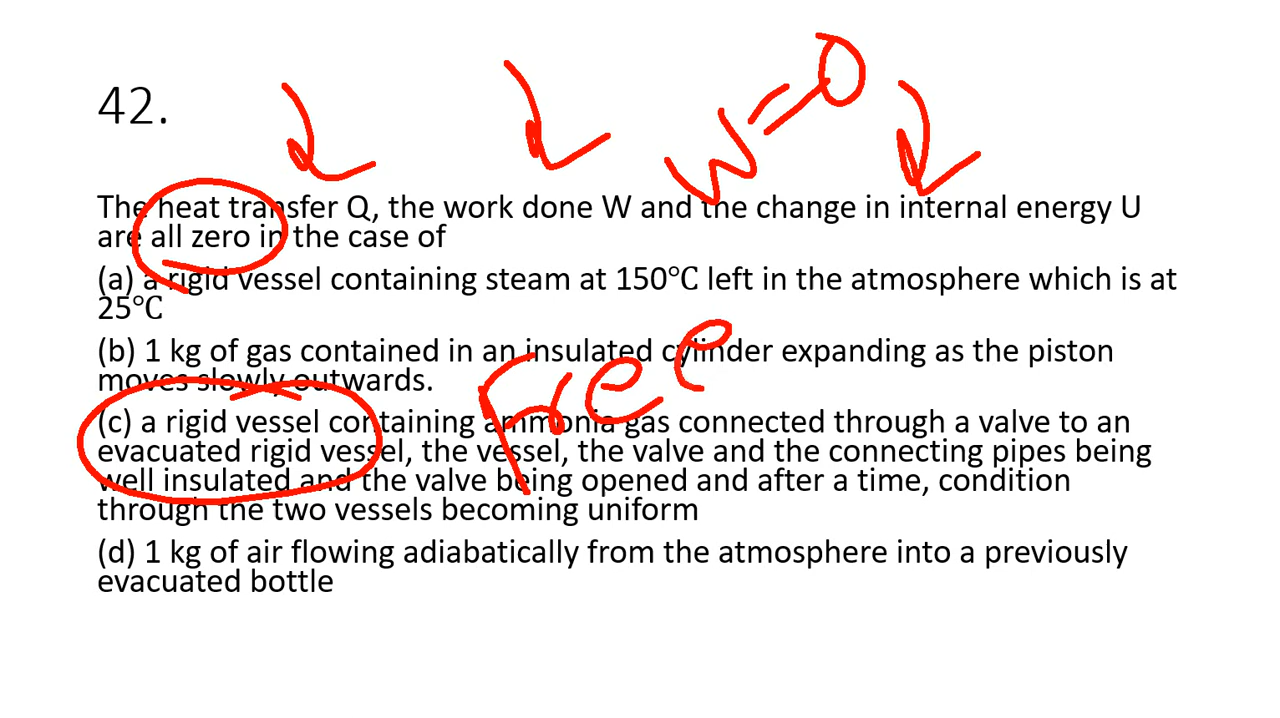 42.
W=0
The heat transfer Q, the work done W and the change in internal energy U
are all zero in the case of
(a) a rigid vessel containing steam at 150°C left in the atmosphere which is at
25°C
(b) 1 kg of gas contained in an insulated cylinder expanding as the piston
moves slowly outwards.
Free
(c) a rigid vessel containing ammonia gas connected through a valve to an
evacuated rigid vessel, the vessel, the valve and the connecting pipes being
well insulated and the valve being opened and after a time, condition
through the two vessels becoming uniform
(d) 1 kg of air flowing adiabatically from the atmosphere into a previously
evacuated bottle